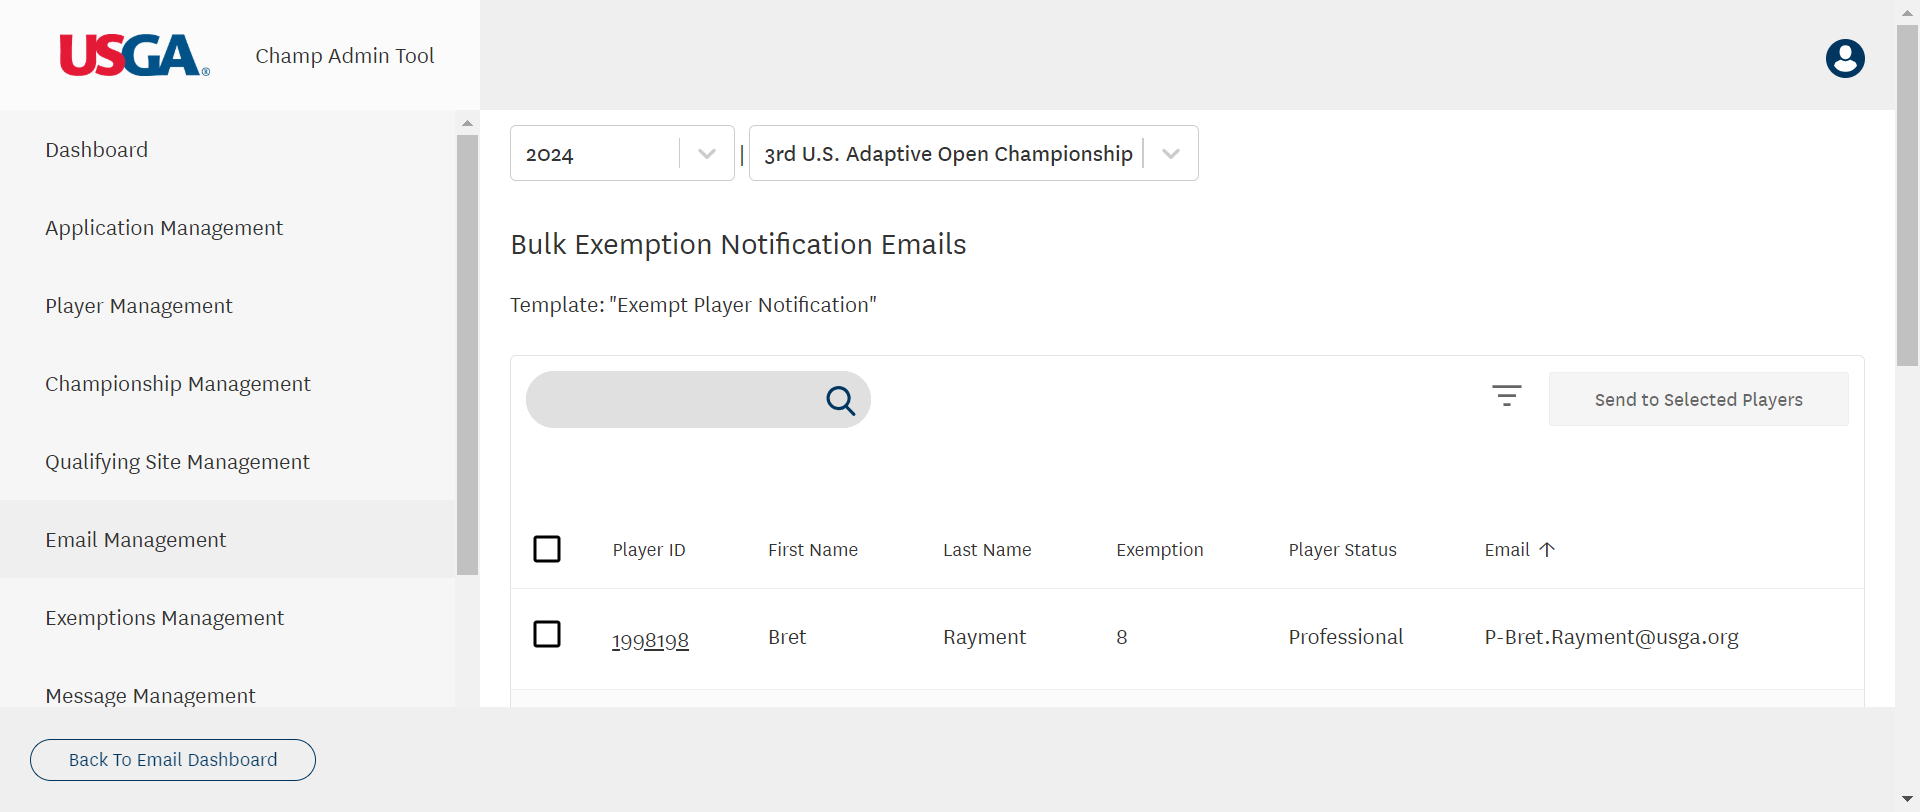 USGA®
Champ Admin Tool
Dashboard
Application Management
Player Management
Championship Management
Qualifying Site Management
Email Management
Exemptions Management
Message Management
2024 | 3rd U.S. Adaptive Open Championship
Bulk Exemption Notification Emails
Template: "Exempt Player Notification"
Send to Selected Players
Player ID First Name Last Name Exemption Player Status Email ↑
1998198 Bret Rayment 8 Professional P-Bret.Rayment@usga.org
Back To Email Dashboard